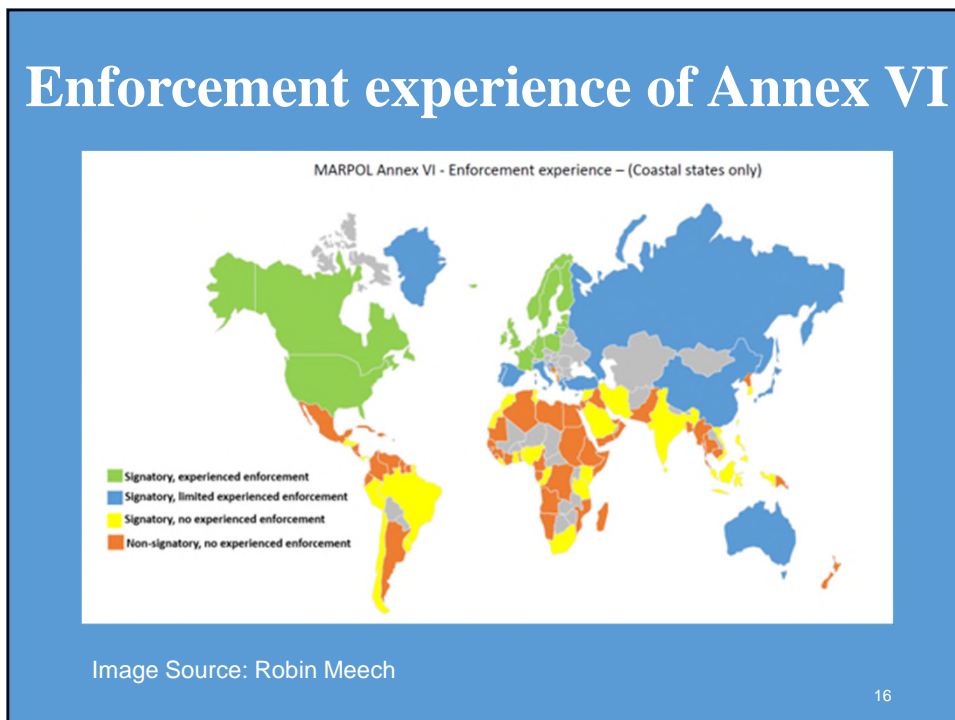 Enforcement experience of Annex VI
MARPOL Annex VI - Enforcement experience – (Coastal states only)
Signatory, experienced enforcement
Signatory, limited experienced enforcement
Signatory, no experienced enforcement
Non-signatory, no experienced enforcement
Image Source: Robin Meech
16